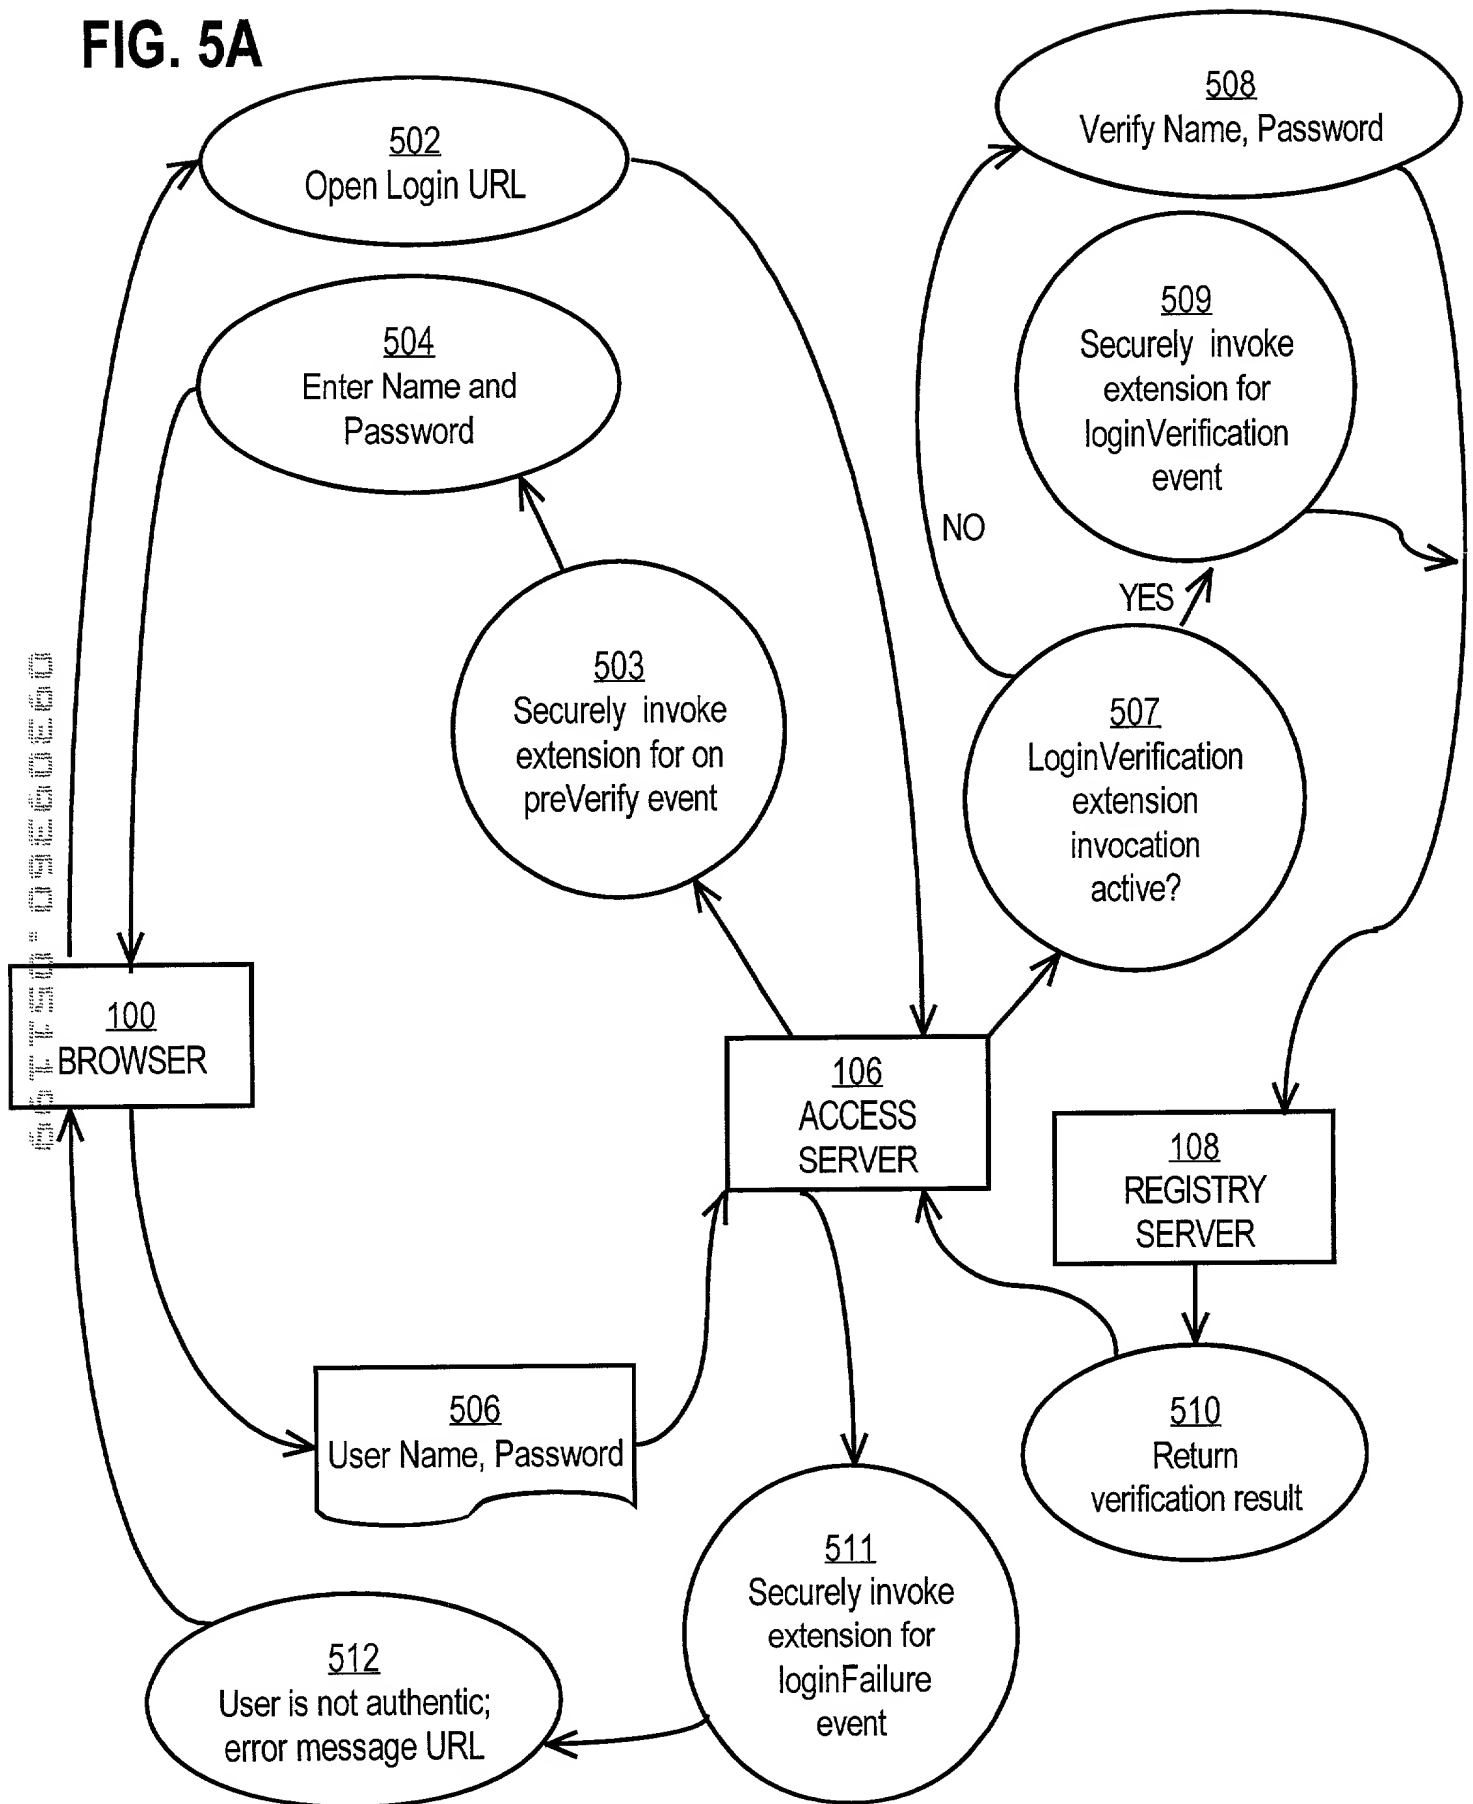 FIG. 5A
502
Open Login URL
504
Enter Name and
Password
503
Securely invoke
extension for on
preVerify event
508
Verify Name, Password
509
Securely invoke
extension for
loginVerification
event
NO
YES
507
LoginVerification
extension
invocation
active?
100
BROWSER
106
ACCESS
SERVER
108
REGISTRY
SERVER
506
User Name, Password
510
Return
verification result
511
Securely invoke
extension for
loginFailure
event
512
User is not authentic;
error message URL